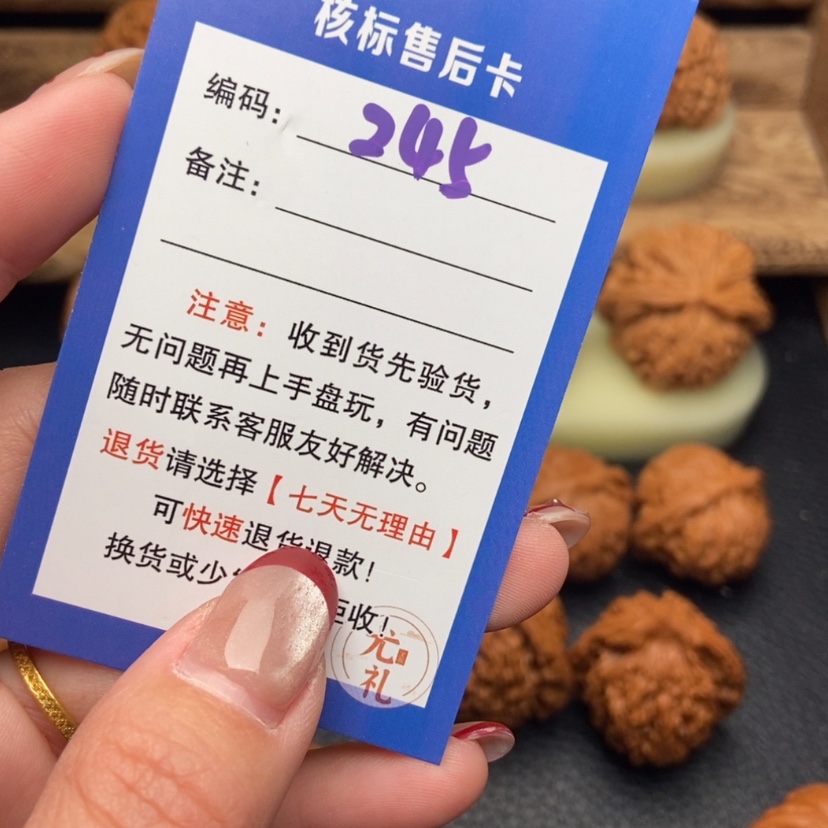 核标售后卡
编码：245
备注：
注意：收到货先验货，
无问题再上手盘玩，有问题
随时联系客服友好解决。
退货请选择【七天无理由】
可快速退货退款！
换货或少 拒收！
元
礼